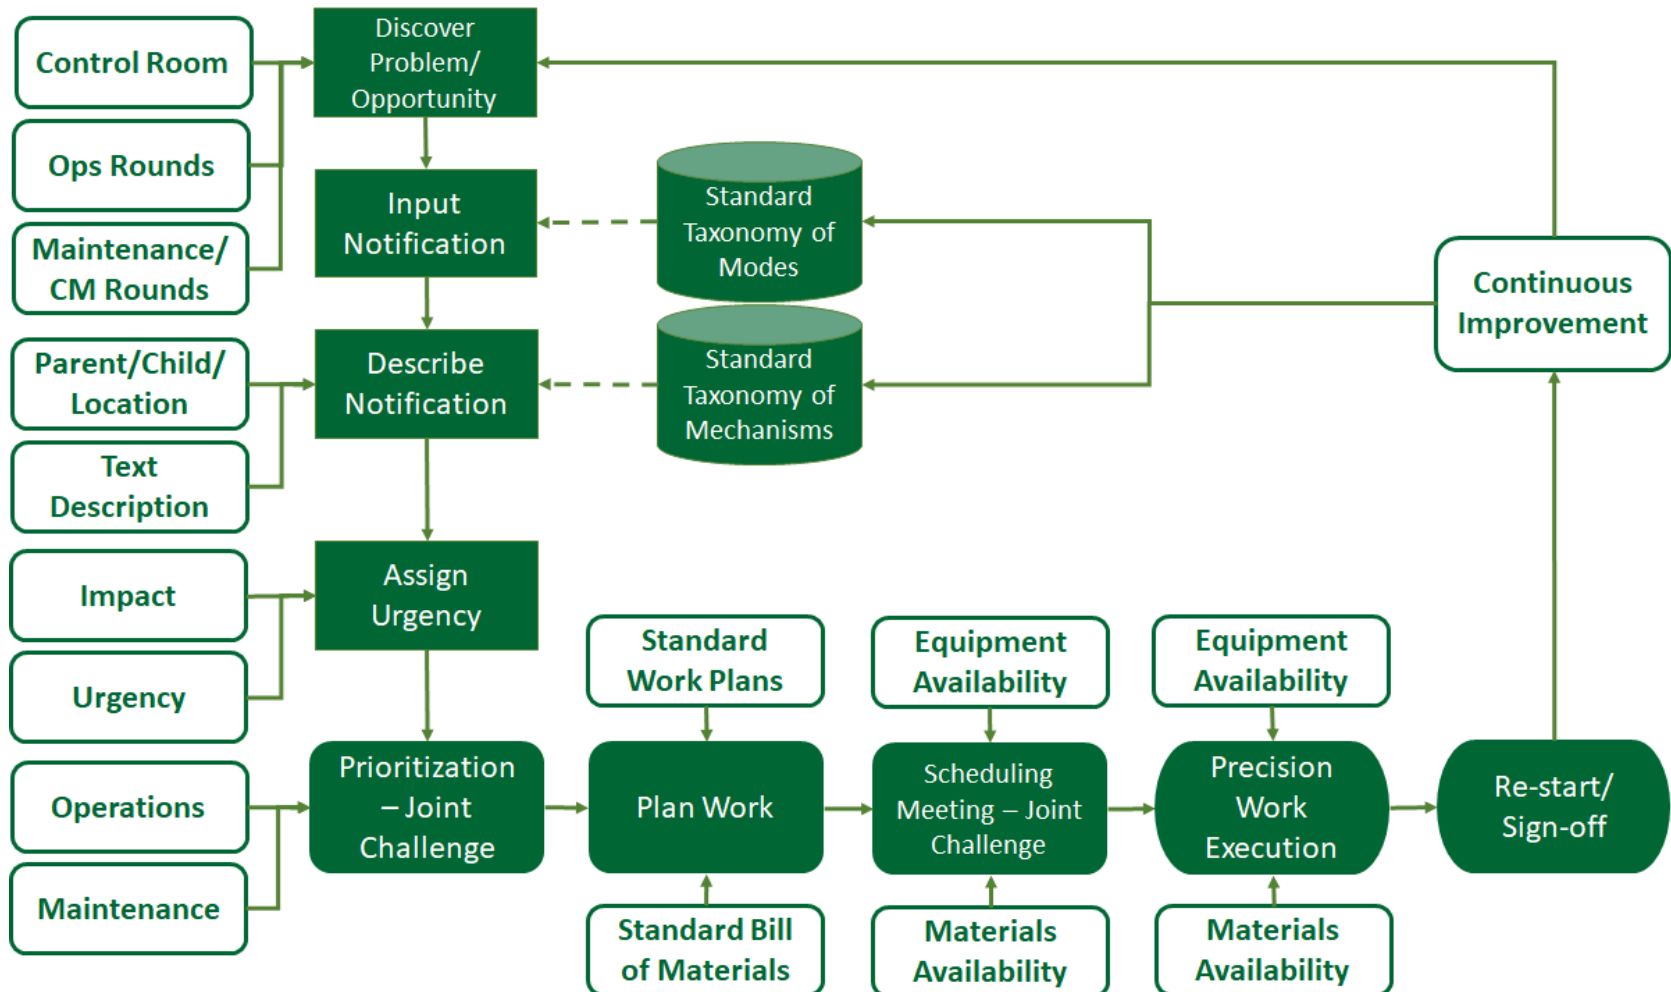 Control Room
Ops Rounds
Maintenance/
CM Rounds
Parent/Child/
Location
Text
Description
Impact
Urgency
Operations
Maintenance
Discover
Problem/
Opportunity
Input
Notification
Describe
Notification
Assign
Urgency
Prioritization
– Joint
Challenge
Standard
Taxonomy of
Modes
Standard
Taxonomy of
Mechanisms
Continuous
Improvement
Standard
Work Plans
Plan Work
Standard Bill
of Materials
Equipment
Availability
Scheduling
Meeting – Joint
Challenge
Materials
Availability
Equipment
Availability
Precision
Work
Execution
Materials
Availability
Re-start/
Sign-off